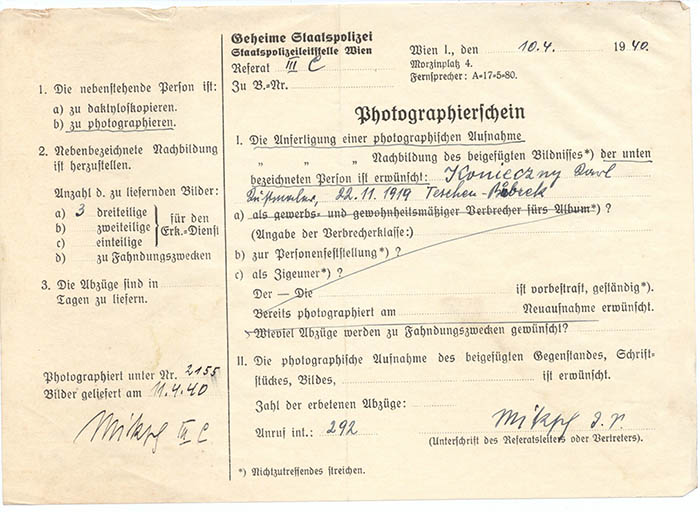 Geheime Staatspolizei
Staatspolizeileitstelle Wien
Referat III C
Zu B.=Nr.
Wien I., den 10.4. 1940.
Morzinplatz 4.
Fernsprecher: A=17=5=80.
1. Die nebenstehende Person ist:
a) zu daktyloskopieren.
b) zu photographieren.
2. Nebenbezeichnete Nachbildung
ist herzustellen.
Anzahl d. zu liefernden Bilder:
a) 3 dreiteilige
b) zweiteilige
c) einteilige
für den
Erk.=Dienst
d) zu Fahndungszwecken
3. Die Abzüge sind in
Tagen zu liefern.
Photographiert unter Nr. 2155
Bilder geliefert am 11.4.40
III C
Photographierschein
I. Die Anfertigung einer photographischen Aufnahme
„ „ „ Nachbildung des beigefügten Bildnisses*) der unten
bezeichneten Person ist erwünscht: Konieczny Karl
22.11.1919 Teschen-
a) als gewerbs= und gewohnheitsmäßiger Verbrecher fürs Album*) ?
(Angabe der Verbrecherklasse:)
b) zur Personenfeststellung*) ?
c) als Zigeuner*) ?
Der — Die ist vorbestraft, geständig*).
Bereits photographiert am Neuaufnahme erwünscht.
Wieviel Abzüge werden zu Fahndungszwecken gewünscht?
II. Die photographische Aufnahme des beigefügten Gegenstandes, Schrift=
stückes, Bildes, ist erwünscht.
Zahl der erbetenen Abzüge:
Anruf int.: 292
(Unterschrift des Referatsleiters oder Vertreters).
*) Nichtzutreffendes streichen.